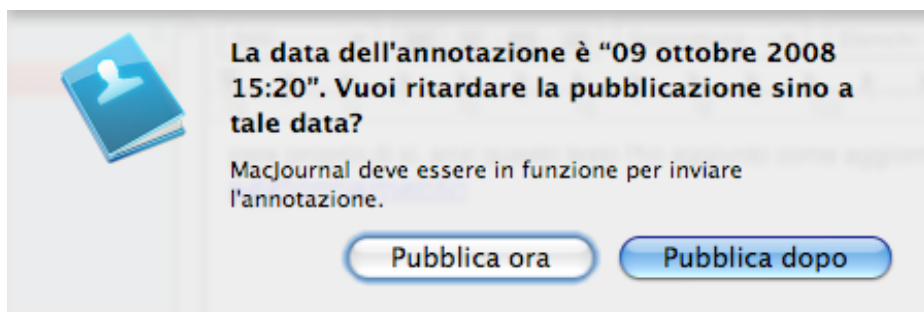 La data dell'annotazione è “09 ottobre 2008
15:20”. Vuoi ritardare la pubblicazione sino a
tale data?
MacJournal deve essere in funzione per inviare
l'annotazione.
Pubblica ora
Pubblica dopo